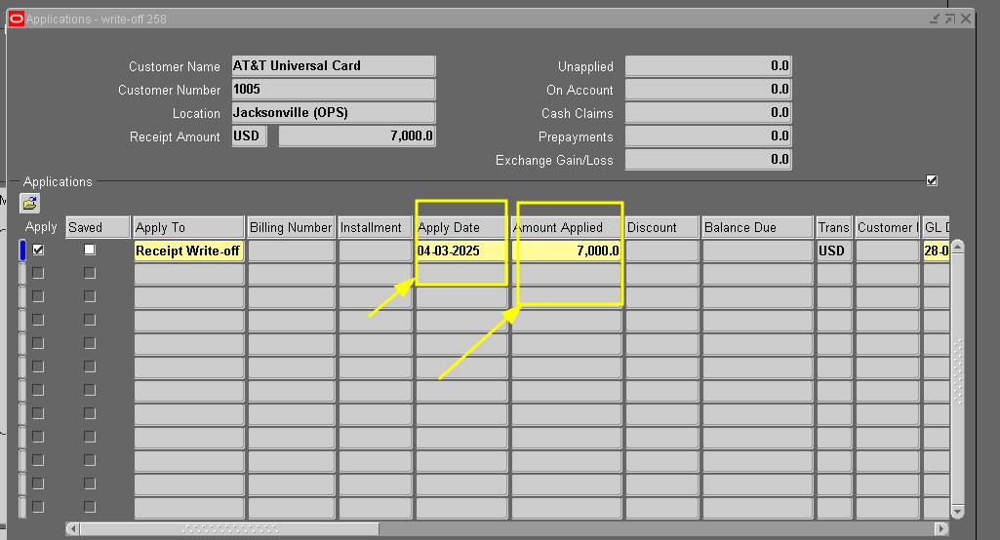 Applications - write-off 258
Customer Name AT&T Universal Card
Unapplied 0.0
Customer Number 1005
On Account 0.0
Location Jacksonville (OPS)
Cash Claims 0.0
Receipt Amount USD 7,000.0
Prepayments 0.0
Exchange Gain/Loss 0.0
Applications
Apply Saved Apply To Billing Number Installment Apply Date Amount Applied Discount Balance Due Trans Customer GL D
Receipt Write-off 04-03-2025 7,000.0 USD 28-0